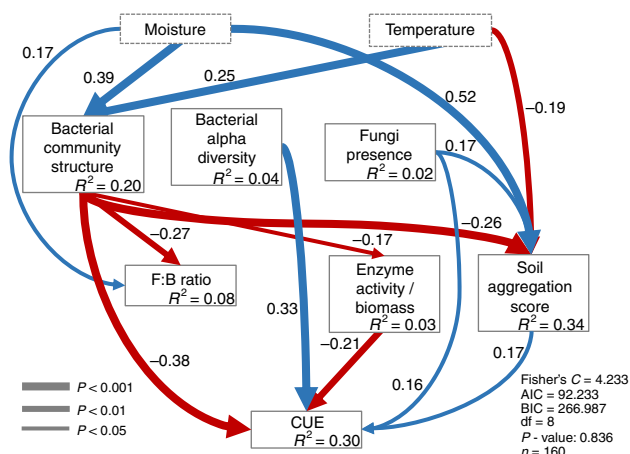 Moisture
Temperature
0.17
0.39
0.25
0.52
−0.19
Bacterial
community
structure
R² = 0.20
Bacterial
alpha
diversity
R² = 0.04
Fungi
presence
R² = 0.02
0.17
−0.27
−0.17
−0.26
F:B ratio
R² = 0.08
Enzyme
activity /
biomass
R² = 0.03
Soil
aggregation
score
R² = 0.34
0.33
−0.38
−0.21
0.16
0.17
CUE
R² = 0.30
P < 0.001
P < 0.01
P < 0.05
Fisher's C = 4.233
AIC = 92.233
BIC = 266.987
df = 8
P - value: 0.836
n = 160